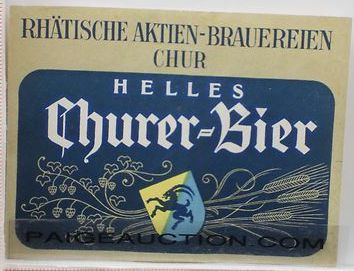 RHÄTISCHE AKTIEN-BRAUEREIEN
CHUR
HELLES
Churer-Bier
PAIGEAUCTION.COM